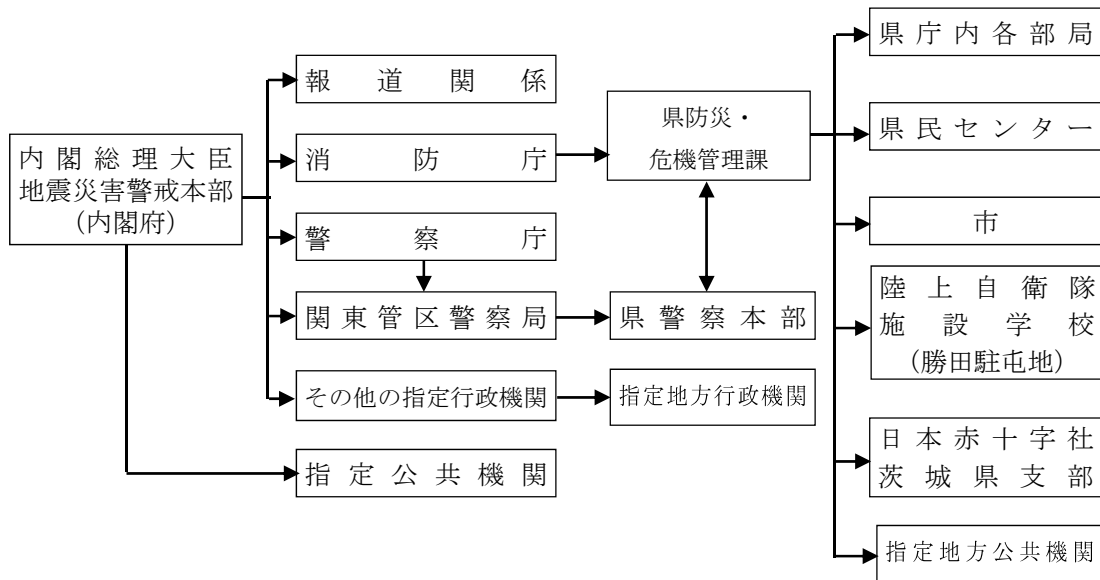 内閣総理大臣
地震災害警戒本部
(内閣府)
報道関係
消防庁
警察庁
関東管区警察局
その他の指定行政機関
指定公共機関
県防災・
危機管理課
県警察本部
指定地方行政機関
県庁内各部局
県民センター
市
陸上自衛隊
施設学校
(勝田駐屯地)
日本赤十字社
茨城県支部
指定地方公共機関